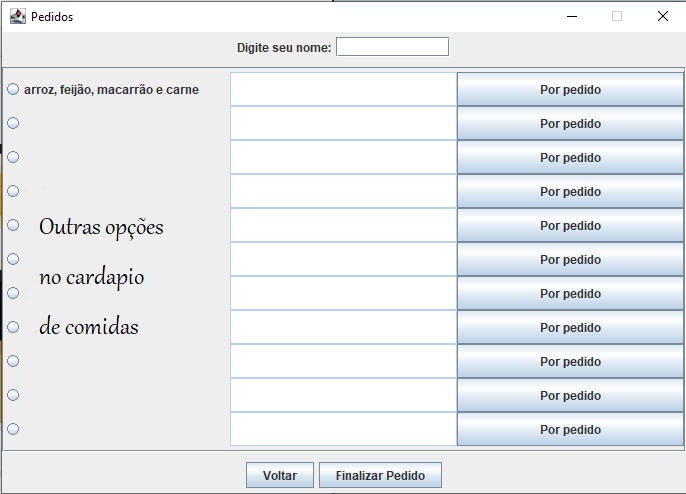 Pedidos
Digite seu nome:
arroz, feijão, macarrão e carne
Por pedido
Por pedido
Por pedido
Por pedido
Outras opções
Por pedido
no cardapio
Por pedido
Por pedido
de comidas
Por pedido
Por pedido
Por pedido
Por pedido
Voltar
Finalizar Pedido